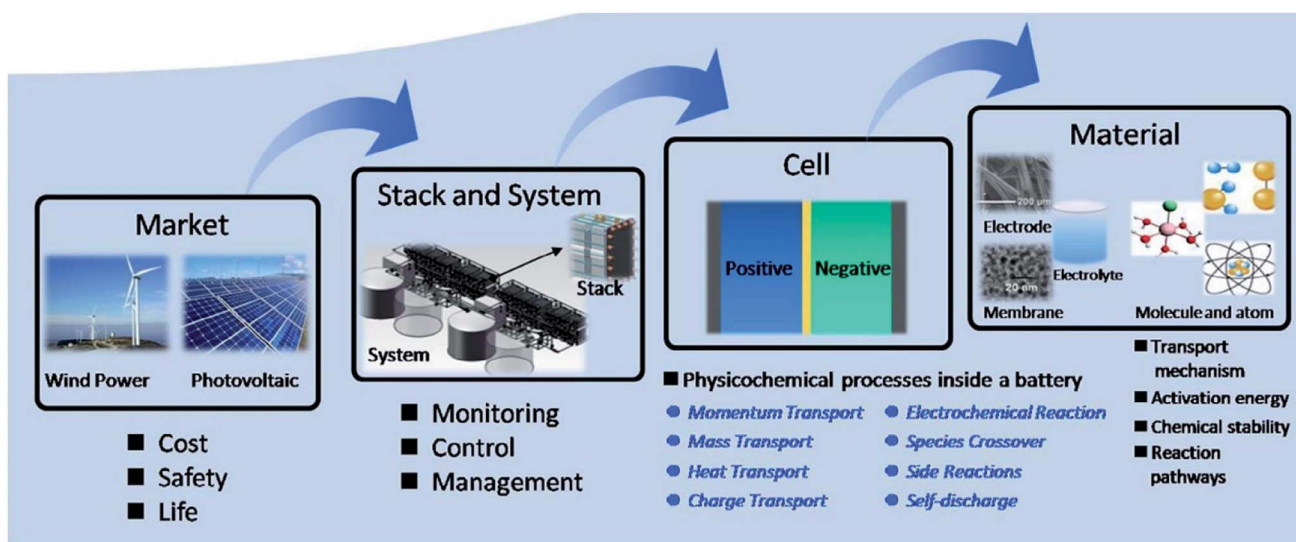 Market
Wind Power
Photovoltaic
Cost
Safety
Life
Stack and System
Stack
System
Monitoring
Control
Management
Cell
Positive
Negative
Physicochemical processes inside a battery
Momentum Transport
Mass Transport
Heat Transport
Charge Transport
Electrochemical Reaction
Species Crossover
Side Reactions
Self-discharge
Material
200 μm
Electrode
20 nm
Membrane
Electrolyte
Molecule and atom
Transport
mechanism
Activation energy
Chemical stability
Reaction
pathways